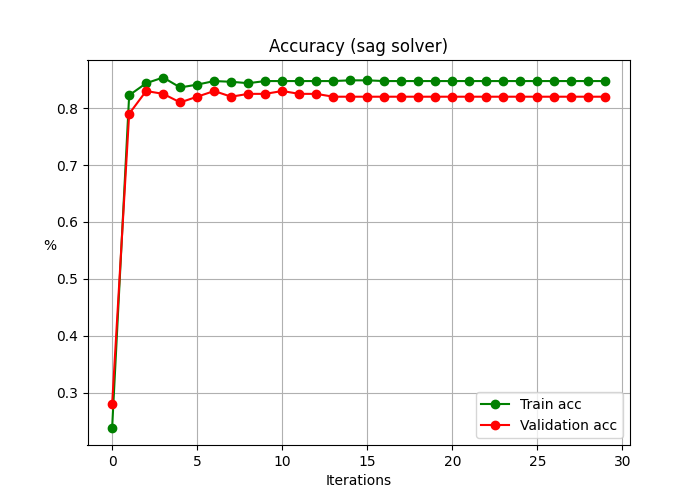 Accuracy (sag solver)
0.8
0.7
0.6
%
0.5
0.4
0.3
Train acc
Validation acc
0 5 10 15 20 25 30
Iterations